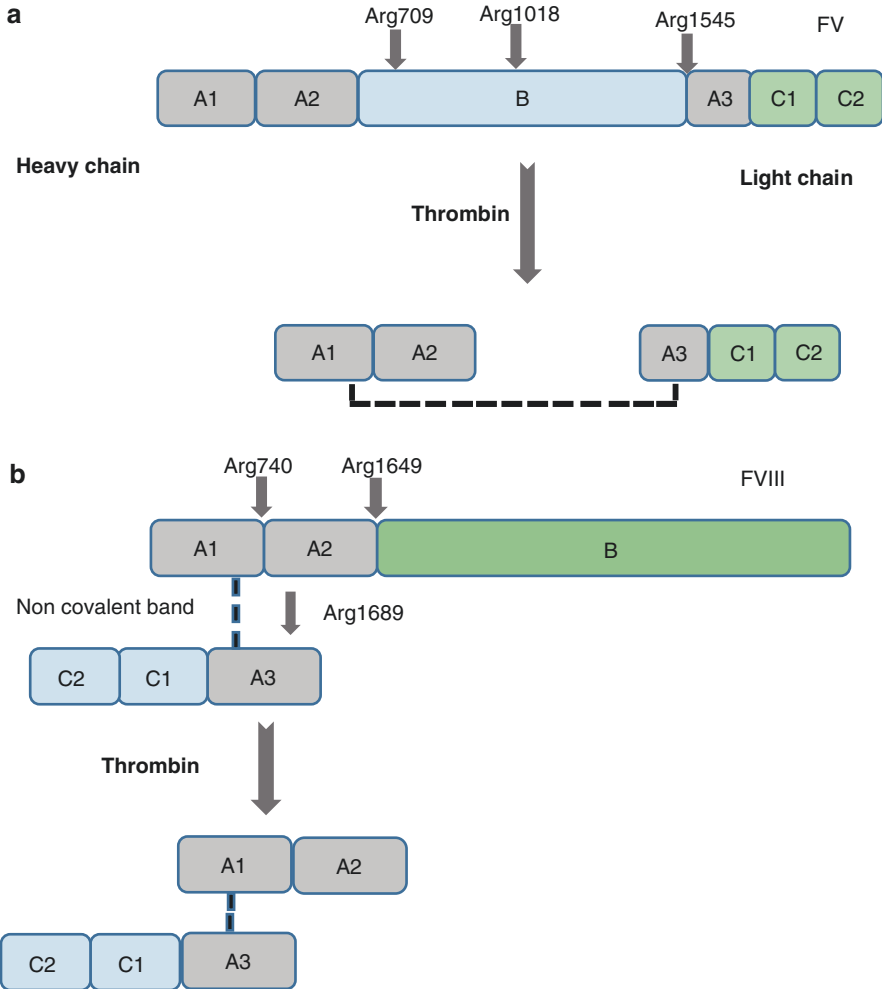 a
Arg709 Arg1018 Arg1545 FV
A1 A2 B A3 C1 C2
Heavy chain
Light chain
Thrombin
A1 A2 A3 C1 C2
b
Arg740 Arg1649 FVIII
A1 A2 B
Non covalent band Arg1689
C2 C1 A3
Thrombin
A1 A2
C2 C1 A3